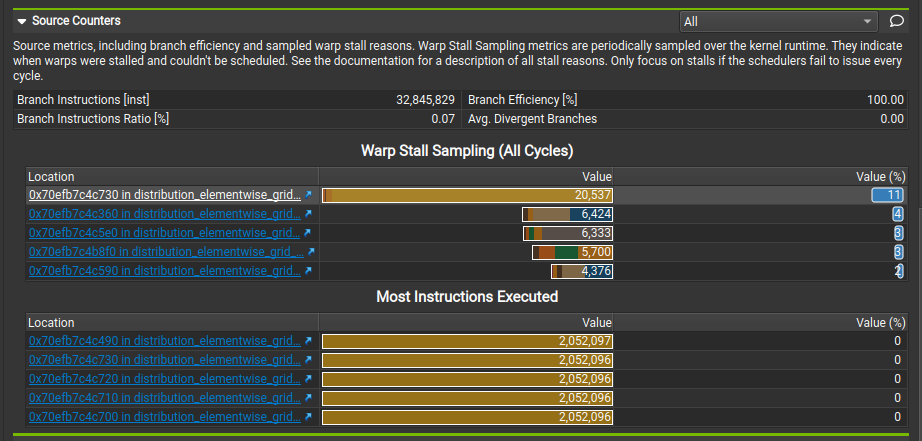 Source Counters All
Source metrics, including branch efficiency and sampled warp stall reasons. Warp Stall Sampling metrics are periodically sampled over the kernel runtime. They indicate
when warps were stalled and couldn't be scheduled. See the documentation for a description of all stall reasons. Only focus on stalls if the schedulers fail to issue every
cycle.
Branch Instructions [inst] 32,845,829 Branch Efficiency [%] 100.00
Branch Instructions Ratio [%] 0.07 Avg. Divergent Branches 0.00
Warp Stall Sampling (All Cycles)
Location Value Value (%)
0x70efb7c4c730 in distribution_elementwise_grid... 20,537 11
0x70efb7c4c360 in distribution_elementwise_grid... 6,424 4
0x70efb7c4c5e0 in distribution_elementwise_grid... 6,333 3
0x70efb7c4b8f0 in distribution_elementwise_grid_... 5,700 3
0x70efb7c4c590 in distribution_elementwise_grid... 4,376 2
Most Instructions Executed
Location Value Value (%)
0x70efb7c4c490 in distribution_elementwise_grid... 2,052,097 0
0x70efb7c4c730 in distribution_elementwise_grid... 2,052,096 0
0x70efb7c4c720 in distribution_elementwise_grid... 2,052,096 0
0x70efb7c4c710 in distribution_elementwise_grid... 2,052,096 0
0x70efb7c4c700 in distribution_elementwise_grid... 2,052,096 0